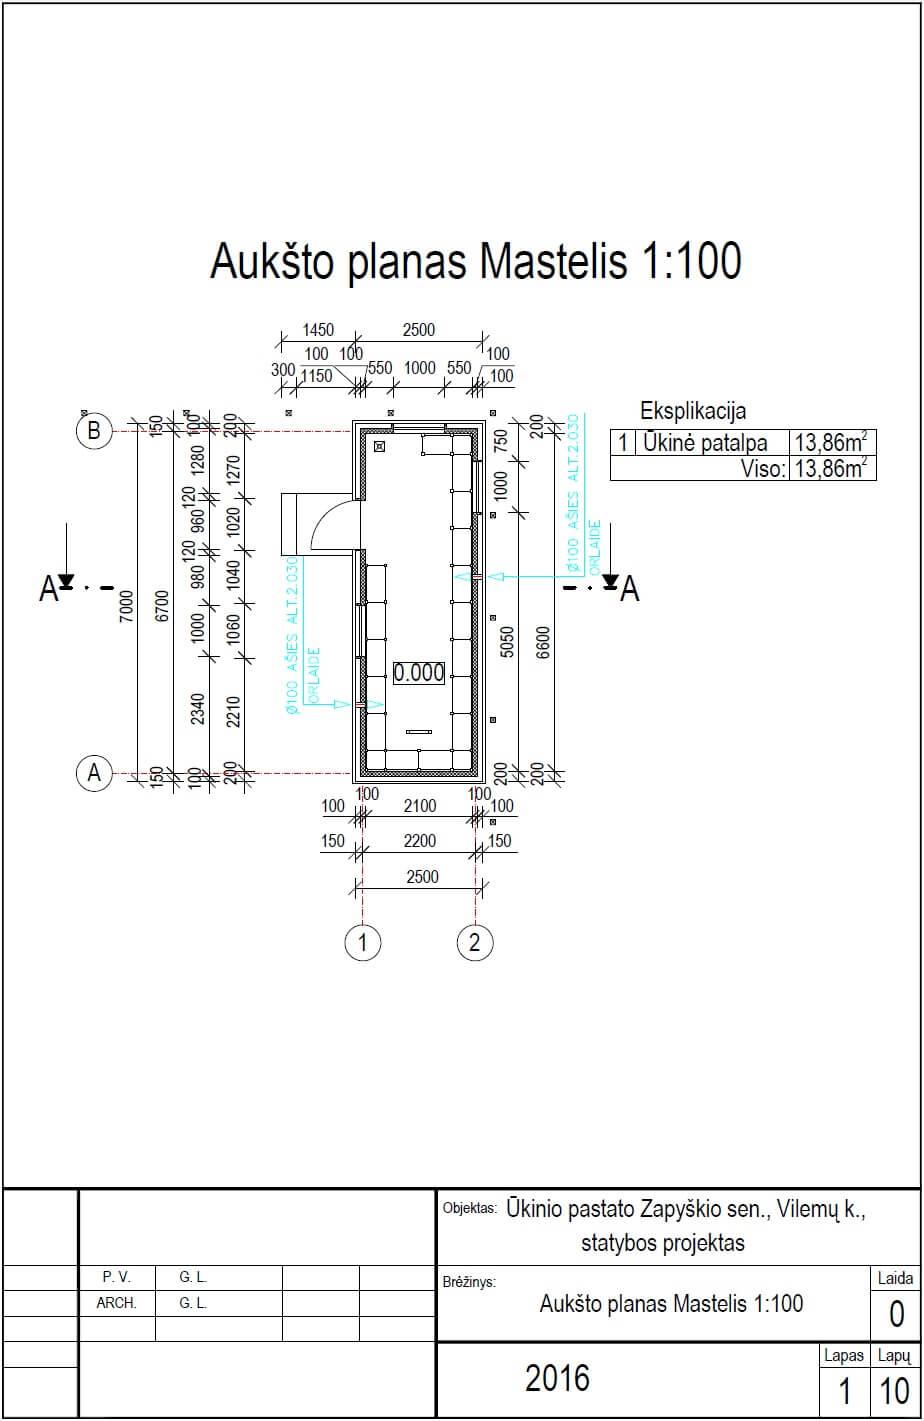 Aukšto planas Mastelis 1:100
1450 2500
100 100 100
300 1150 550 1000 550 100
B
150 100 200
1280 1270
120
960 1020
120
980 1040
7000 6700
1000 1060
2340 2210
150 100 200
A
750 200
1000
5050 6600
200 200
Ø100 AŠIES ALT.2.030
ORLAIDE
Ø100 AŠIES ALT.2.030
ORLAIDE
A A
0.000
Eksplikacija
1 Ūkinė patalpa 13,86m²
Viso: 13,86m²
100 100
100 2100 100
150 2200 150
2500
1 2
Objektas: Ūkinio pastato Zapyškio sen., Vilemų k.,
statybos projektas
P. V. G. L.
ARCH. G. L.
Brėžinys:
Aukšto planas Mastelis 1:100
Laida
0
2016
Lapas Lapų
1 10